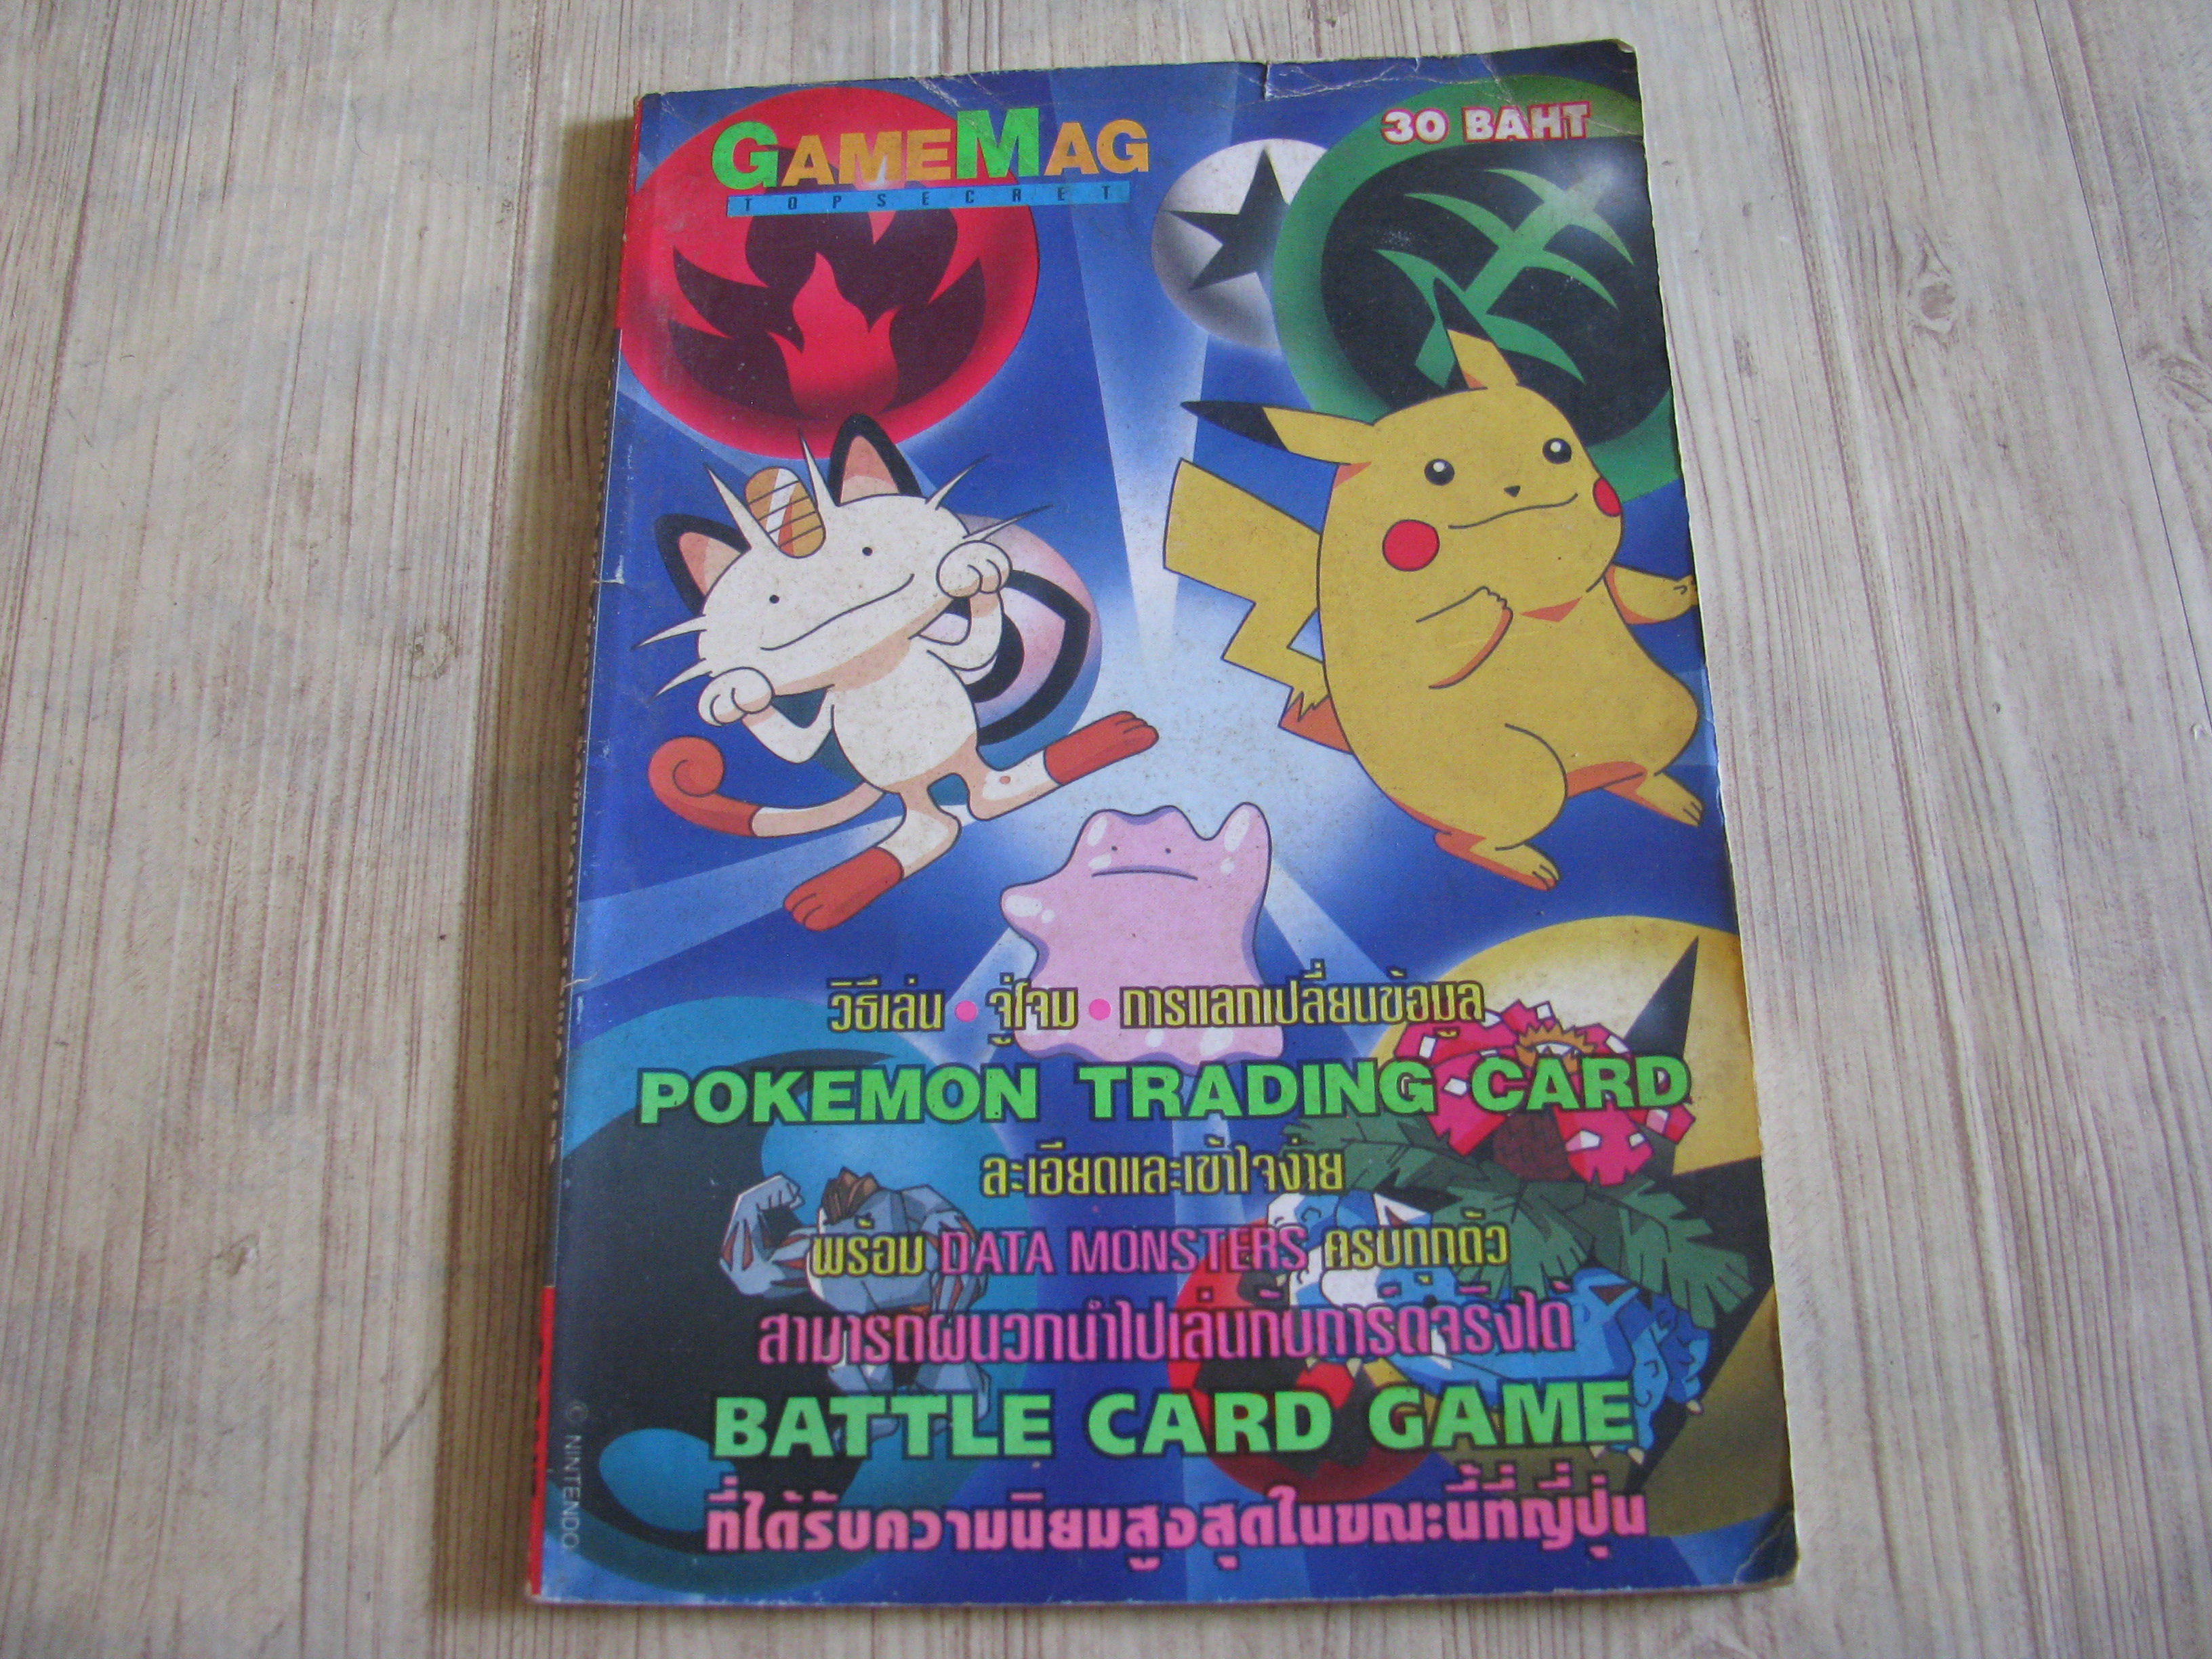 GAMEMAG
TOPSECRET
30 BAHT
วิธีเล่น • จู่โจม • การแลกเปลี่ยนข้อมูล
POKEMON TRADING CARD
ละเอียดและเข้าใจง่าย
พร้อม DATA MONSTERS ครบทุกตัว
สามารถผนวกนำไปเล่นกับการ์ดจริงได้
BATTLE CARD GAME
ที่ได้รับความนิยมสูงสุดในขณะนี้ที่ญี่ปุ่น
© NINTENDO